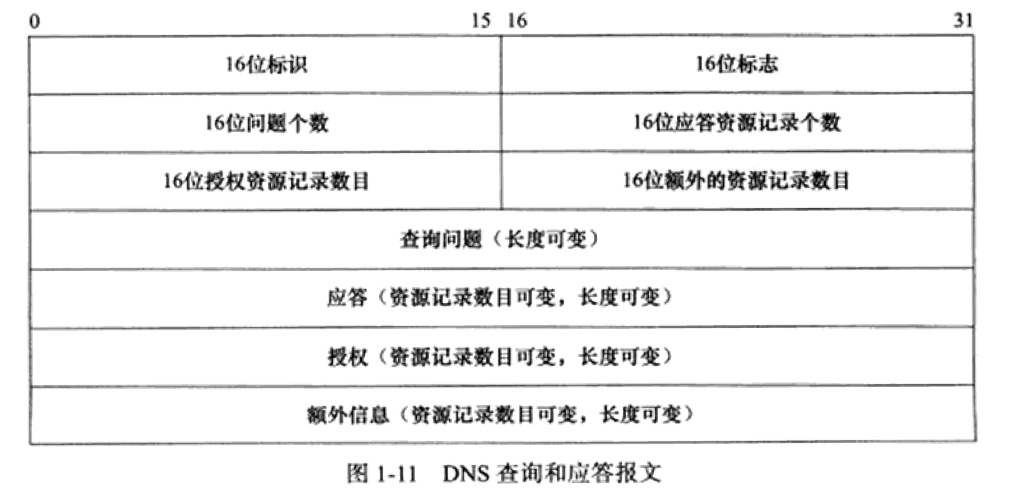 0 15 16 31
16位标识 16位标志
16位问题个数 16位应答资源记录个数
16位授权资源记录数目 16位额外的资源记录数目
查询问题（长度可变）
应答（资源记录数目可变，长度可变）
授权（资源记录数目可变，长度可变）
额外信息（资源记录数目可变，长度可变）
图 1-11 DNS 查询和应答报文